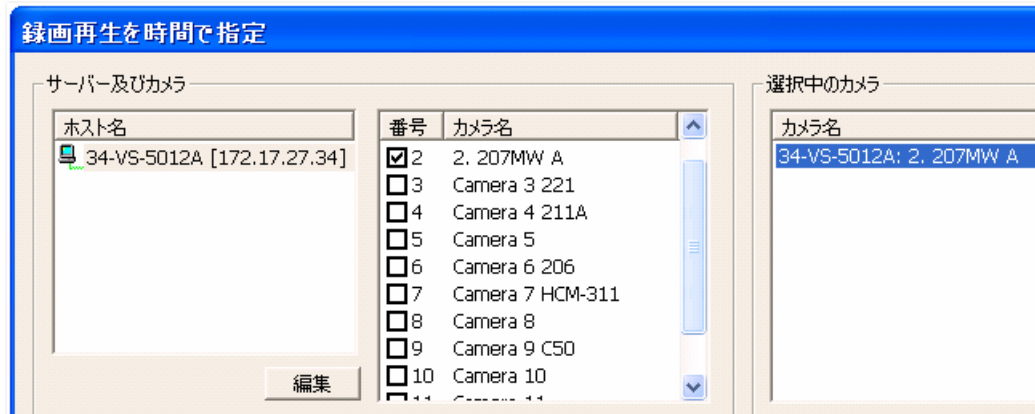 録画再生を時間で指定
サーバー及びカメラ
ホスト名
34-VS-5012A [172.17.27.34]
編集
番号 カメラ名
2 2. 207MW A
3 Camera 3 221
4 Camera 4 211A
5 Camera 5
6 Camera 6 206
7 Camera 7 HCM-311
8 Camera 8
9 Camera 9 C50
10 Camera 10
選択中のカメラ
カメラ名
34-VS-5012A: 2. 207MW A